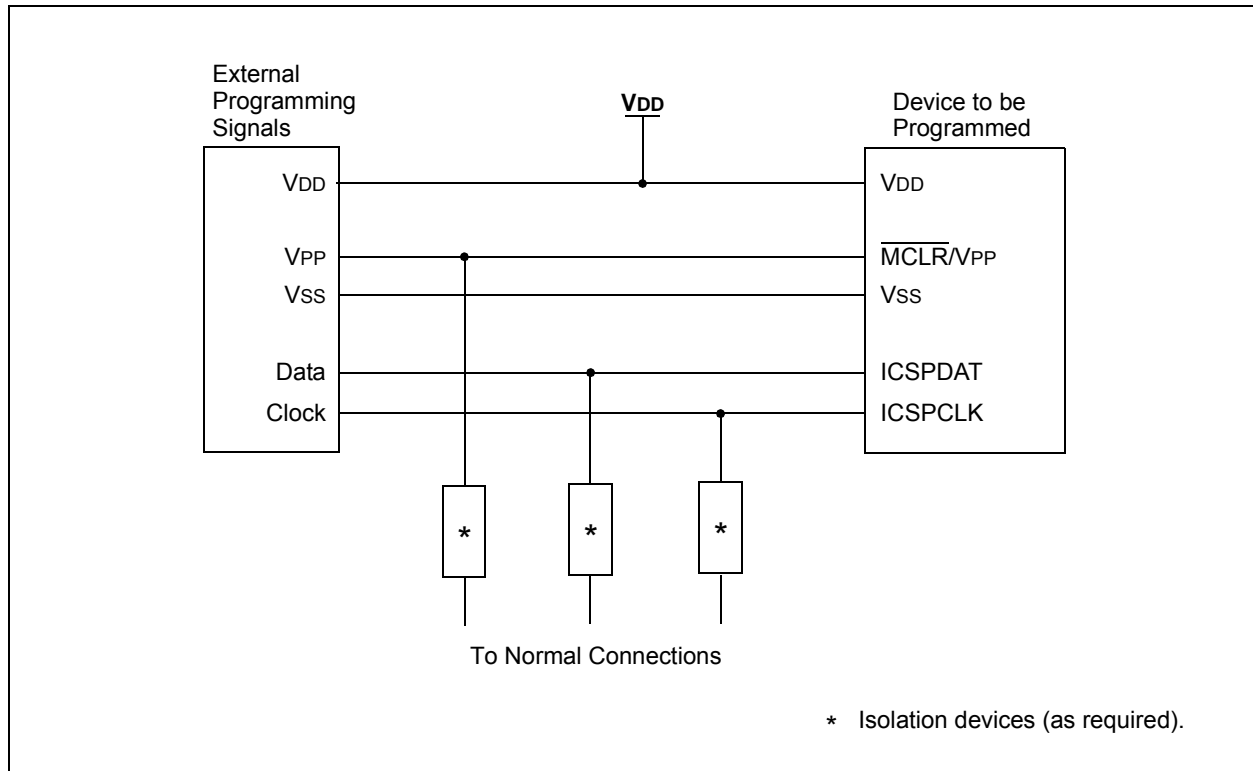 External
Programming
Signals
VDD
Device to be
Programmed
VDD
VDD
VPP
MCLR/VPP
VSS
VSS
Data
ICSPDAT
Clock
ICSPCLK
* * *
To Normal Connections
* Isolation devices (as required).